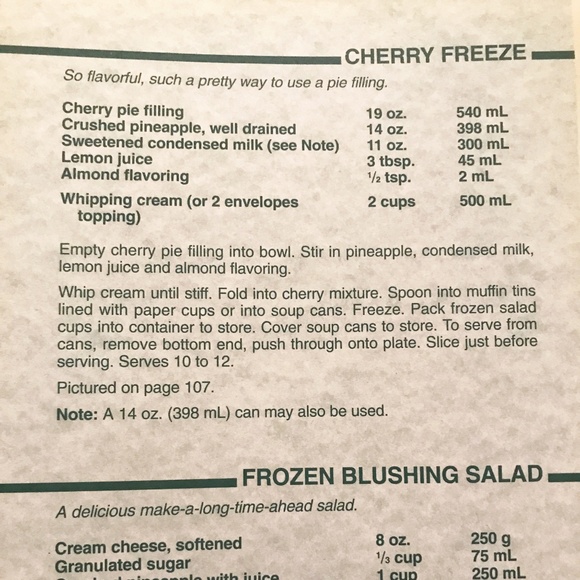 CHERRY FREEZE
So flavorful, such a pretty way to use a pie filling.
Cherry pie filling 19 oz. 540 mL
Crushed pineapple, well drained 14 oz. 398 mL
Sweetened condensed milk (see Note) 11 oz. 300 mL
Lemon juice 3 tbsp. 45 mL
Almond flavoring ½ tsp. 2 mL
Whipping cream (or 2 envelopes 2 cups 500 mL
topping)
Empty cherry pie filling into bowl. Stir in pineapple, condensed milk,
lemon juice and almond flavoring.
Whip cream until stiff. Fold into cherry mixture. Spoon into muffin tins
lined with paper cups or into soup cans. Freeze. Pack frozen salad
cups into container to store. Cover soup cans to store. To serve from
cans, remove bottom end, push through onto plate. Slice just before
serving. Serves 10 to 12.
Pictured on page 107.
Note: A 14 oz. (398 mL) can may also be used.
FROZEN BLUSHING SALAD
A delicious make-a-long-time-ahead salad.
Cream cheese, softened 8 oz. 250 g
Granulated sugar ⅓ cup 75 mL
pineapple with juice 1 cup 250 mL